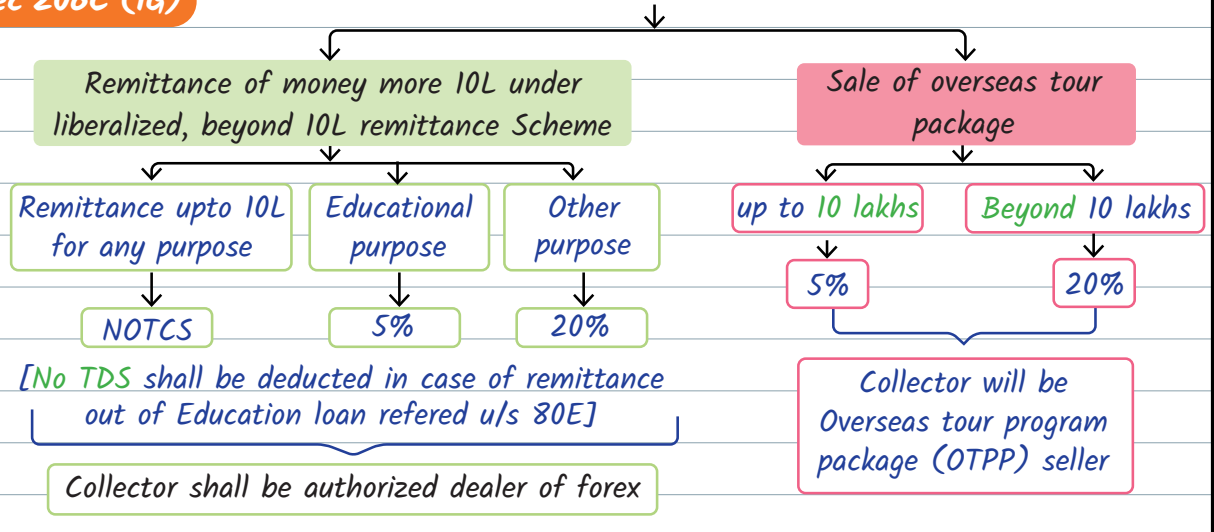 Sec 206C (1G)
Remittance of money more 10L under
liberalized, beyond 10L remittance Scheme
Sale of overseas tour
package
Remittance upto 10L
for any purpose
Educational
purpose
Other
purpose
up to 10 lakhs
Beyond 10 lakhs
NOTCS
5%
20%
5%
20%
[No TDS shall be deducted in case of remittance
out of Education loan refered u/s 80E]
Collector shall be authorized dealer of forex
Collector will be
Overseas tour program
package (OTPP) seller